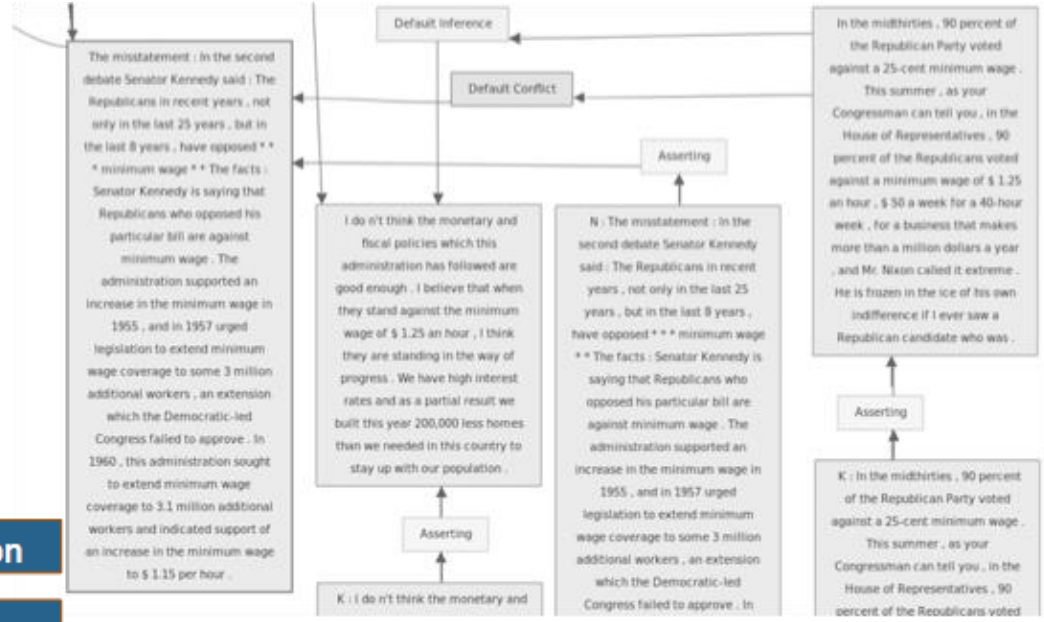 Default Inference
Default Conflict
Asserting
The misstatement : In the second
debate Senator Kennedy said : The
Republicans in recent years , not
only in the last 25 years , but in
the last 8 years , have opposed * *
* minimum wage * * The facts :
Senator Kennedy is saying that
Republicans who opposed his
particular bill are against
minimum wage . The
administration supported an
increase in the minimum wage in
1955 , and in 1957 urged
legislation to extend minimum
wage coverage to some 3 million
additional workers , an extension
which the Democratic-led
Congress failed to approve . In
1960 , this administration sought
to extend minimum wage
coverage to 3.1 million additional
workers and indicated support of
an increase in the minimum wage
to $ 1.15 per hour .
I do n't think the monetary and
fiscal policies which this
administration has followed are
good enough . I believe that when
they stand against the minimum
wage of $ 1.25 an hour , I think
they are standing in the way of
progress . We have high interest
rates and as a partial result we
built this year 200,000 less homes
than we needed in this country to
stay up with our population .
Asserting
K : I do n't think the monetary and
N : The misstatement : In the
second debate Senator Kennedy
said : The Republicans in recent
years , not only in the last 25
years , but in the last 8 years ,
have opposed * * * minimum wage
* * The facts : Senator Kennedy is
saying that Republicans who
opposed his particular bill are
against minimum wage . The
administration supported an
increase in the minimum wage in
1955 , and in 1957 urged
legislation to extend minimum
wage coverage to some 3 million
additional workers , an extension
which the Democratic-led
Congress failed to approve . In
In the midthirties , 90 percent of
the Republican Party voted
against a 25-cent minimum wage .
This summer , as your
Congressman can tell you , in the
House of Representatives , 90
percent of the Republicans voted
against a minimum wage of $ 1.25
an hour , $ 50 a week for a 40-hour
week , for a business that makes
more than a million dollars a year
, and Mr. Nixon called it extreme .
He is frozen in the ice of his own
indifference if I ever saw a
Republican candidate who was .
Asserting
K : In the midthirties , 90 percent
of the Republican Party voted
against a 25-cent minimum wage .
This summer , as your
Congressman can tell you , in the
House of Representatives , 90
percent of the Republicans voted
on